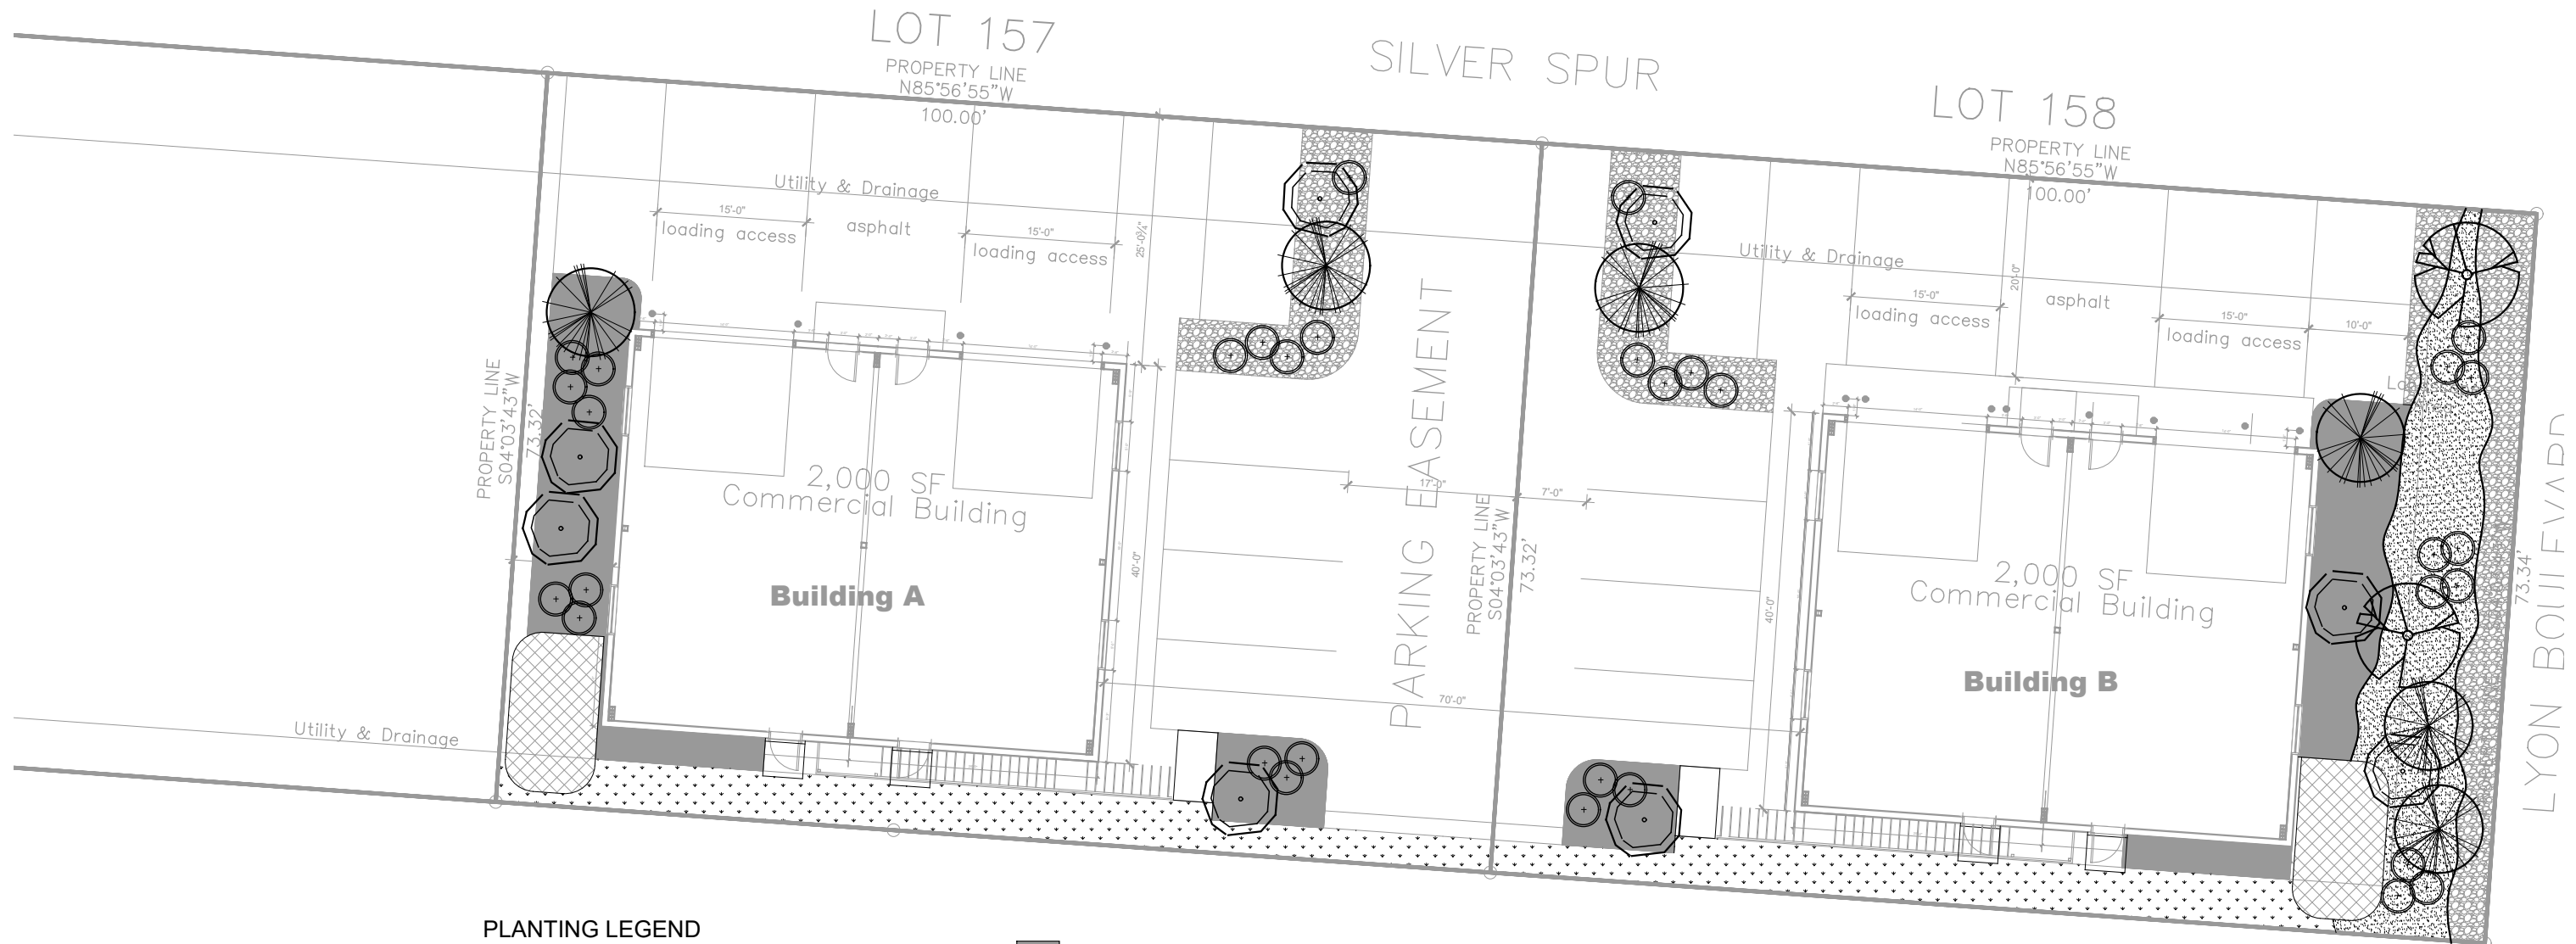 LOT 157
PROPERTY LINE
N85°56'55"W
100.00'
SILVER SPUR
LOT 158
PROPERTY LINE
N85°56'55"W
100.00'
Utility & Drainage
15'-0"
loading access
asphalt
15'-0"
loading access
25'-0¾"
Utility & Drainage
15'-0"
loading access
20'-0"
asphalt
15'-0"
loading access
10'-0"
PROPERTY LINE
S04°03'43"W
73.32'
2,000 SF
Commercial Building
Building A
40'-0"
PARKING EASEMENT
17'-0"
7'-0"
PROPERTY LINE
S04°03'43"W
73.32'
70'-0"
40'-0"
2,000 SF
Commercial Building
Building B
73.34'
LYON BOULEVARD
Utility & Drainage
PLANTING LEGEND